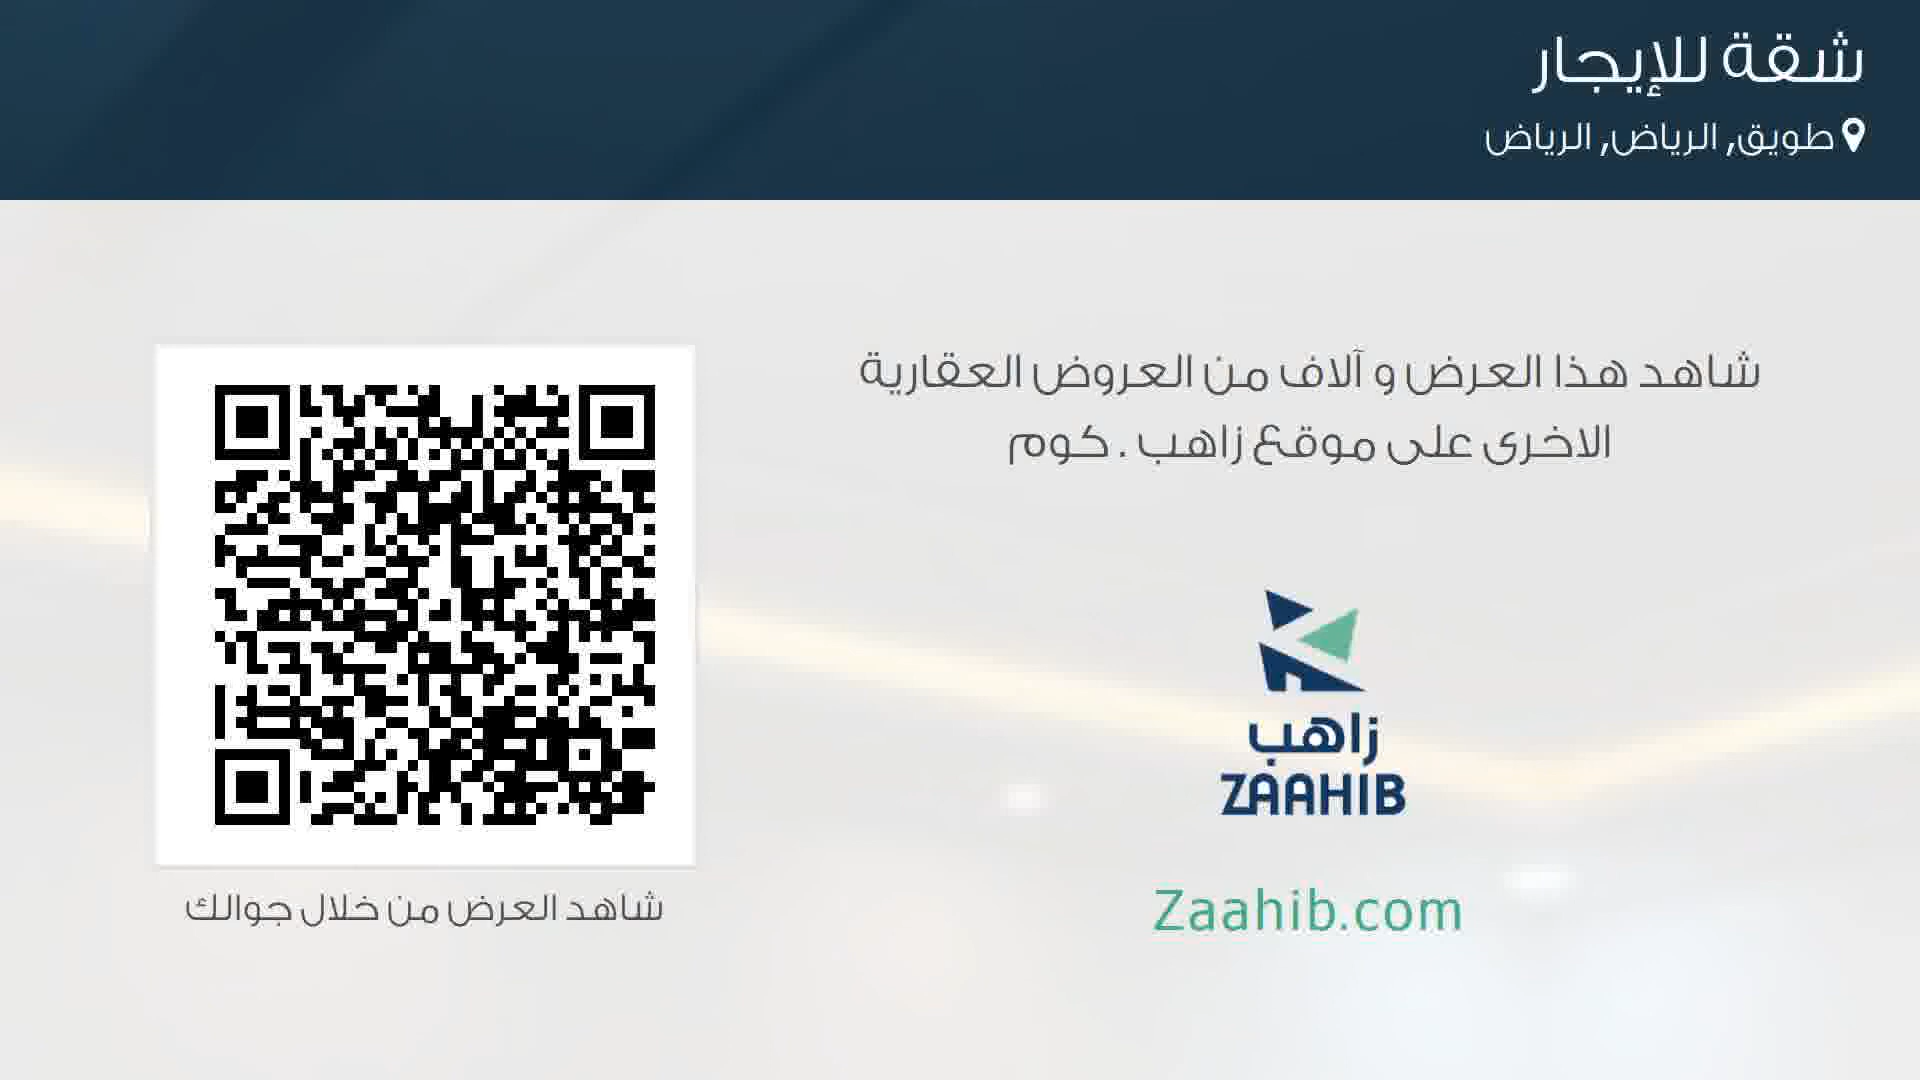 شقة للإيجار
طويق, الرياض, الرياض
شاهد هذا العرض و آلاف من العروض العقارية
الاخرى على موقع زاهب . كوم
زاهب
ZAAHIB
Zaahib.com
شاهد العرض من خلال جوالك